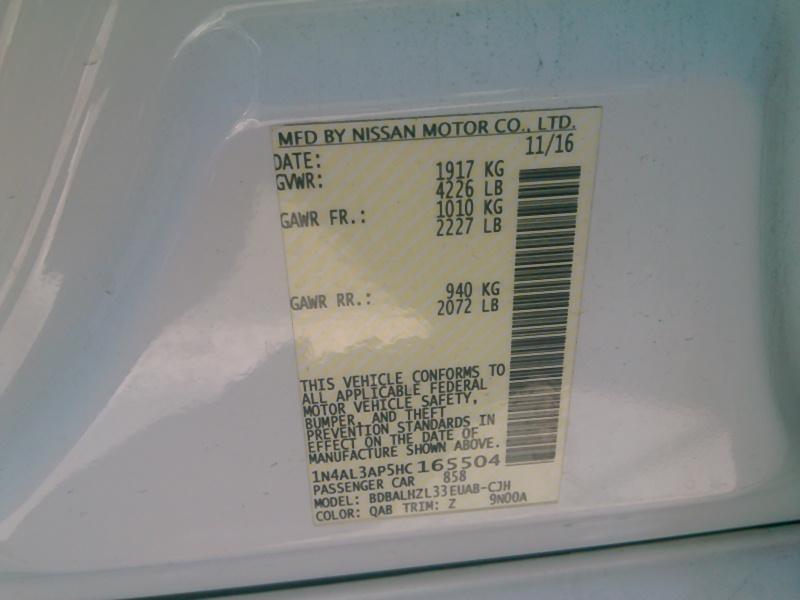 MFD BY NISSAN MOTOR CO., LTD.
DATE: 11/16
GVWR: 1917 KG
4226 LB
GAWR FR.: 1010 KG
2227 LB
GAWR RR.: 940 KG
2072 LB
THIS VEHICLE CONFORMS TO
ALL APPLICABLE FEDERAL
MOTOR VEHICLE SAFETY,
BUMPER, AND THEFT
PREVENTION STANDARDS IN
EFFECT ON THE DATE OF
MANUFACTURE SHOWN ABOVE.
1N4AL3AP5HC165504
PASSENGER CAR 858
MODEL: BDBALHZL33EUAB-CJH
COLOR: QAB TRIM: Z 9N00A